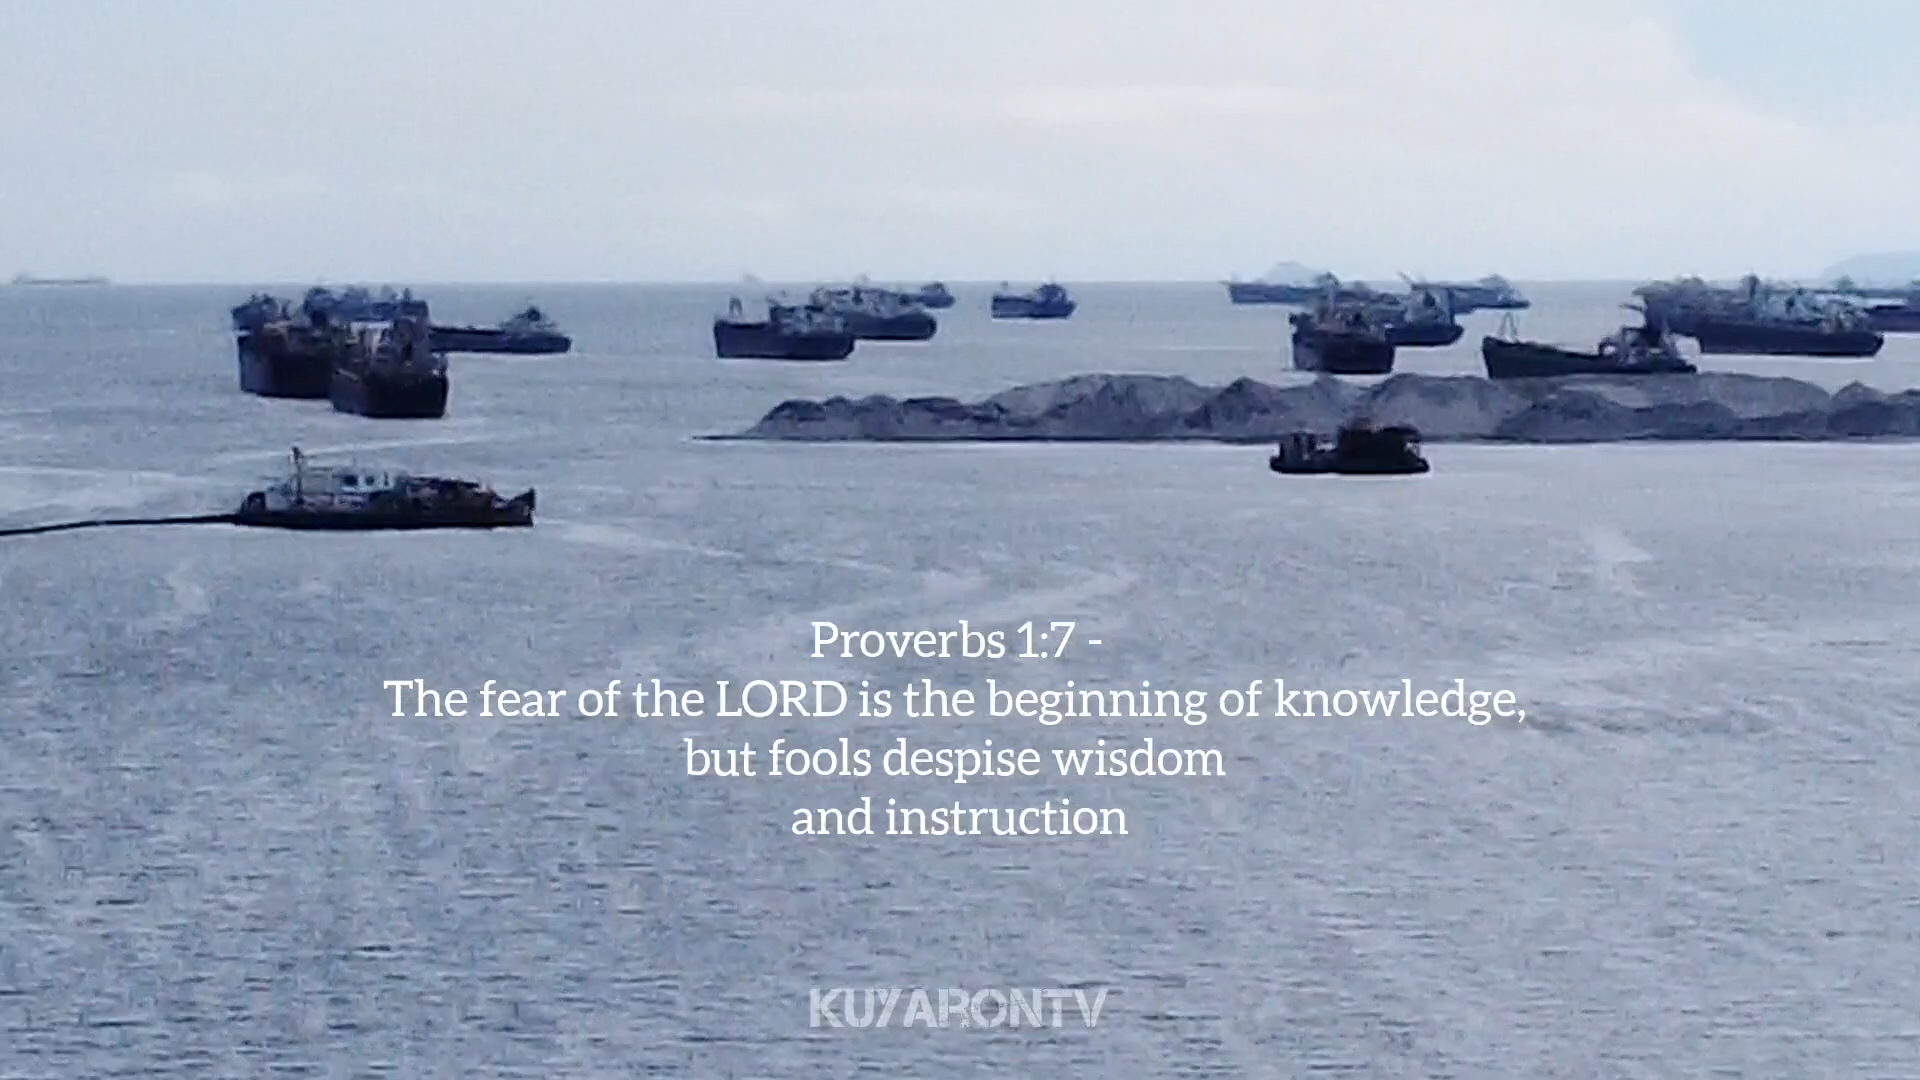 Proverbs 1:7 -
The fear of the LORD is the beginning of knowledge,
but fools despise wisdom
and instruction
KUYARONTV